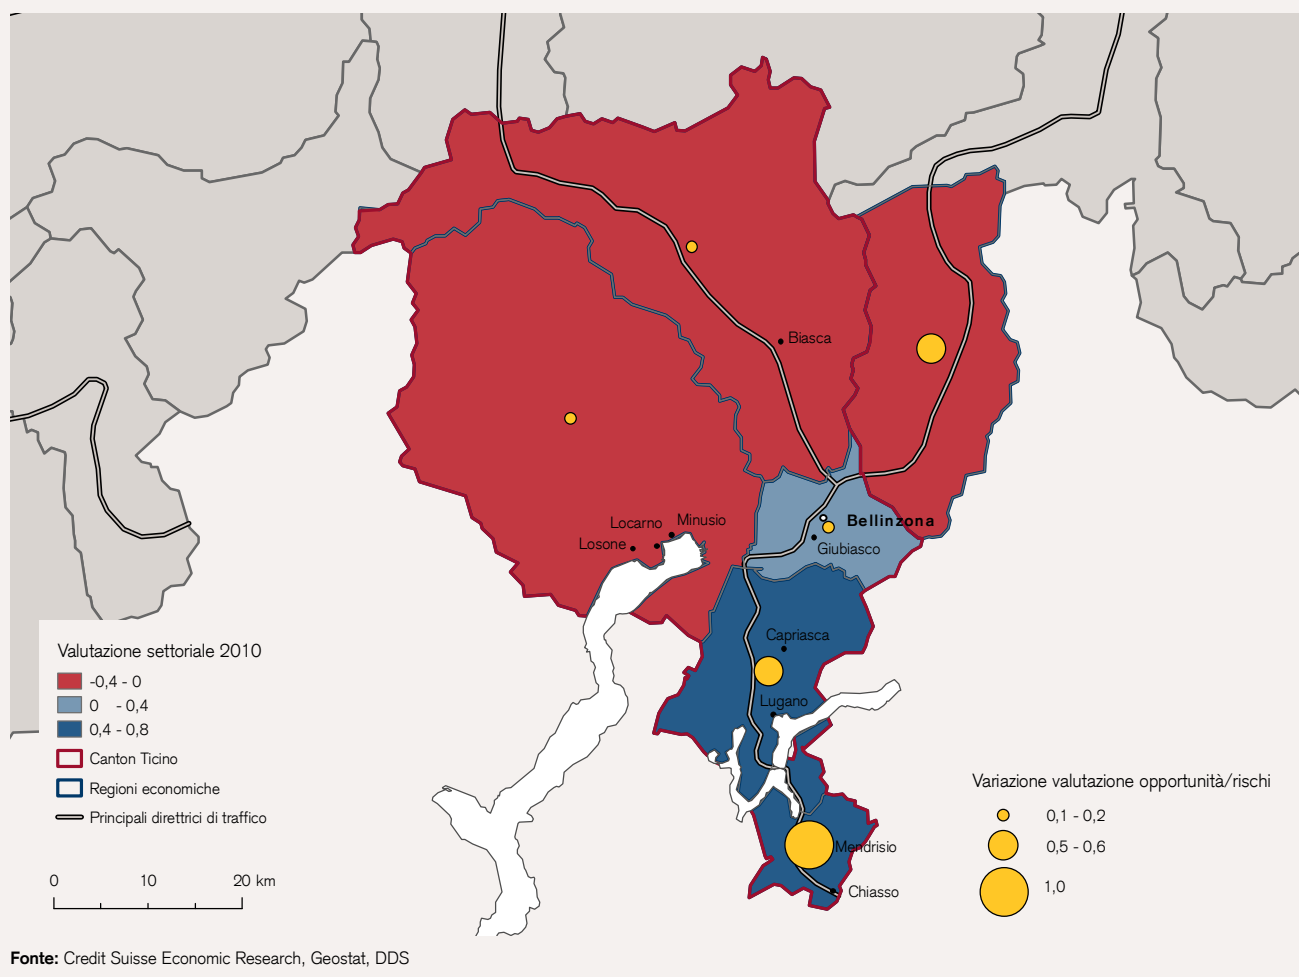 Biasca
Locarno
Minusio
Losone
Bellinzona
Giubiasco
Capriasca
Lugano
Mendrisio
Chiasso
Valutazione settoriale 2010
-0,4 - 0
0 - 0,4
0,4 - 0,8
Canton Ticino
Regioni economiche
Principali direttrici di traffico
0 10 20 km
Variazione valutazione opportunità/rischi
0,1 - 0,2
0,5 - 0,6
1,0
Fonte: Credit Suisse Economic Research, Geostat, DDS